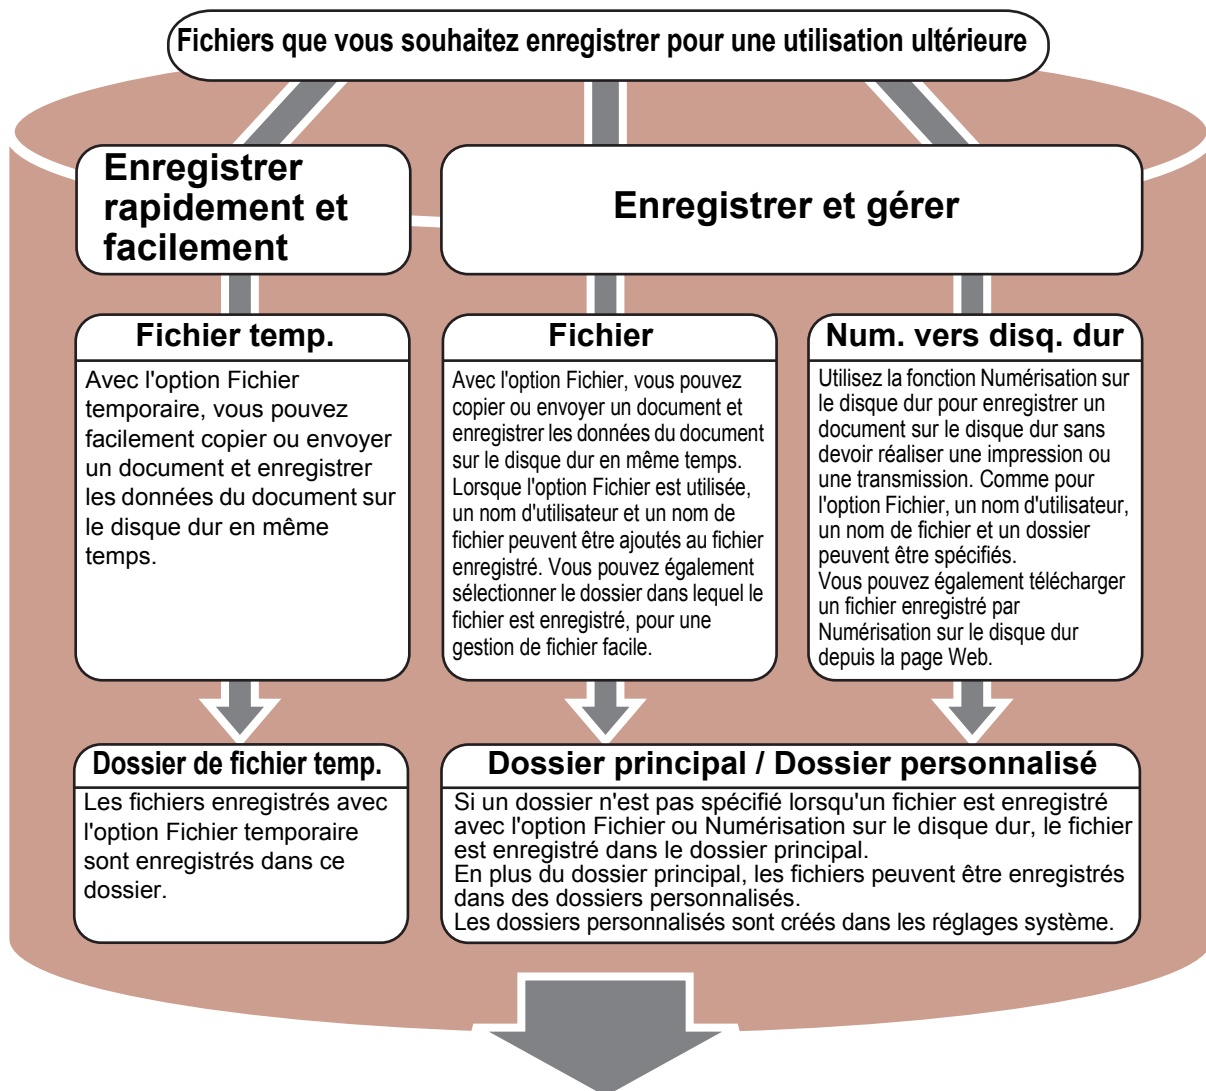 Fichiers que vous souhaitez enregistrer pour une utilisation ultérieure
Enregistrer
rapidement et
facilement
Enregistrer et gérer
Fichier temp.
Avec l'option Fichier
temporaire, vous pouvez
facilement copier ou envoyer
un document et enregistrer
les données du document sur
le disque dur en même
temps.
Fichier
Avec l'option Fichier, vous pouvez
copier ou envoyer un document et
enregistrer les données du document
sur le disque dur en même temps.
Lorsque l'option Fichier est utilisée,
un nom d'utilisateur et un nom de
fichier peuvent être ajoutés au fichier
enregistré. Vous pouvez également
sélectionner le dossier dans lequel le
fichier est enregistré, pour une
gestion de fichier facile.
Num. vers disq. dur
Utilisez la fonction Numérisation sur
le disque dur pour enregistrer un
document sur le disque dur sans
devoir réaliser une impression ou
une transmission. Comme pour
l'option Fichier, un nom d'utilisateur,
un nom de fichier et un dossier
peuvent être spécifiés.
Vous pouvez également télécharger
un fichier enregistré par
Numérisation sur le disque dur
depuis la page Web.
Dossier de fichier temp.
Les fichiers enregistrés avec
l'option Fichier temporaire
sont enregistrés dans ce
dossier.
Dossier principal / Dossier personnalisé
Si un dossier n'est pas spécifié lorsqu'un fichier est enregistré
avec l'option Fichier ou Numérisation sur le disque dur, le fichier
est enregistré dans le dossier principal.
En plus du dossier principal, les fichiers peuvent être enregistrés
dans des dossiers personnalisés.
Les dossiers personnalisés sont créés dans les réglages système.